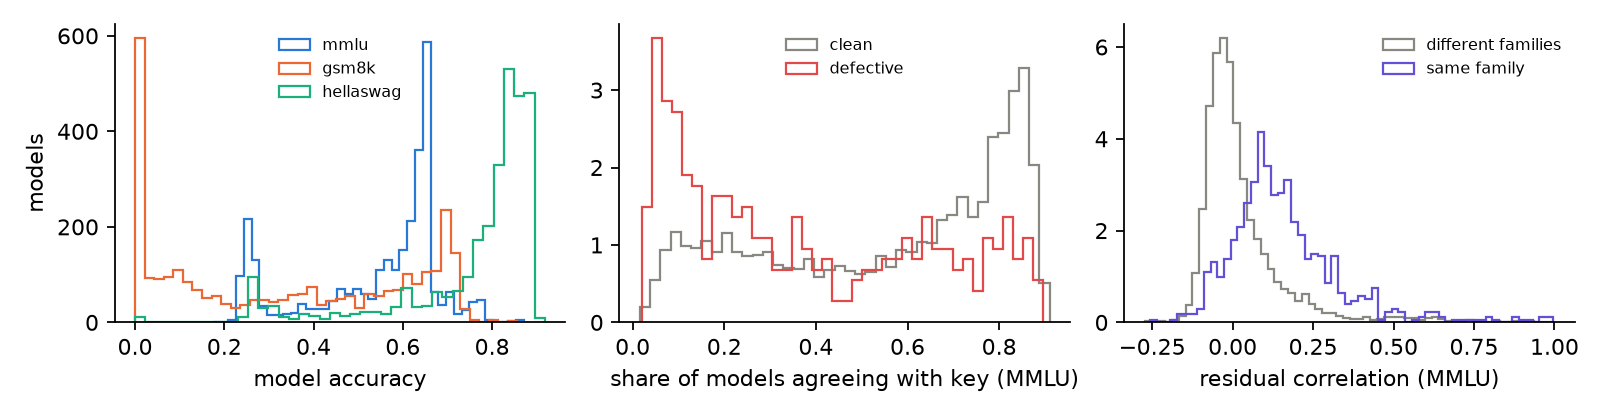 models
600
400
200
0
0.0 0.2 0.4 0.6 0.8
model accuracy
mmlu
gsm8k
hellaswag
3
2
1
0
0.0 0.2 0.4 0.6 0.8
share of models agreeing with key (MMLU)
clean
defective
6
4
2
0
−0.25 0.00 0.25 0.50 0.75 1.00
residual correlation (MMLU)
different families
same family